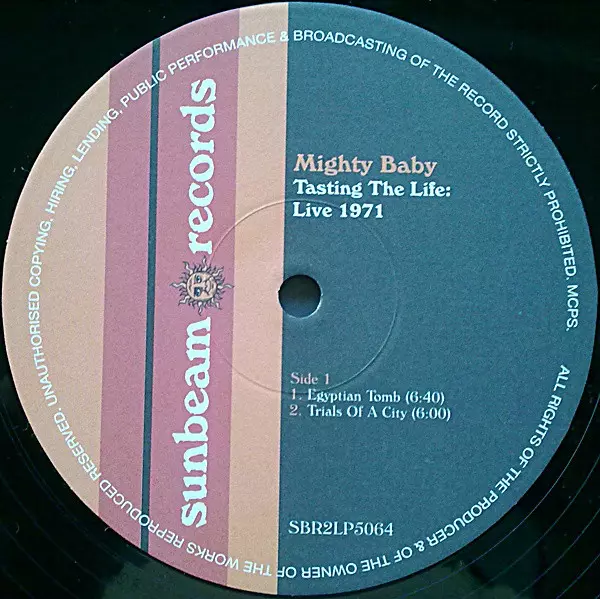 ALL RIGHTS OF THE PRODUCER & OF THE OWNER OF THE WORKS REPRODUCED RESERVED. UNAUTHORISED COPYING, HIRING, LENDING, PUBLIC PERFORMANCE & BROADCASTING OF THE RECORD STRICTLY PROHIBITED. MCPS.
sunbeam records
Mighty Baby
Tasting The Life:
Live 1971
Side 1
1. Egyptian Tomb (6:40)
2. Trials Of A City (6:00)
SBR2LP5064